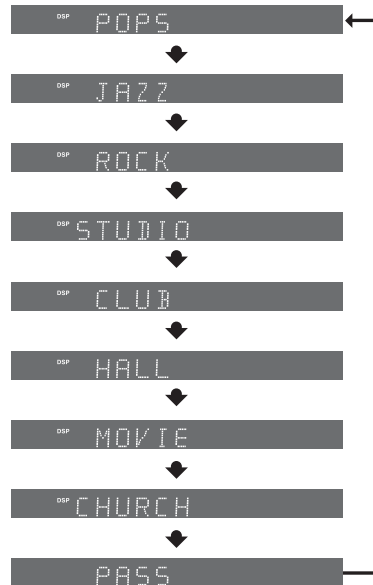 DSP POPS
DSP JAZZ
DSP ROCK
DSP STUDIO
DSP CLUB
DSP HALL
DSP MOVIE
DSP CHURCH
PASS